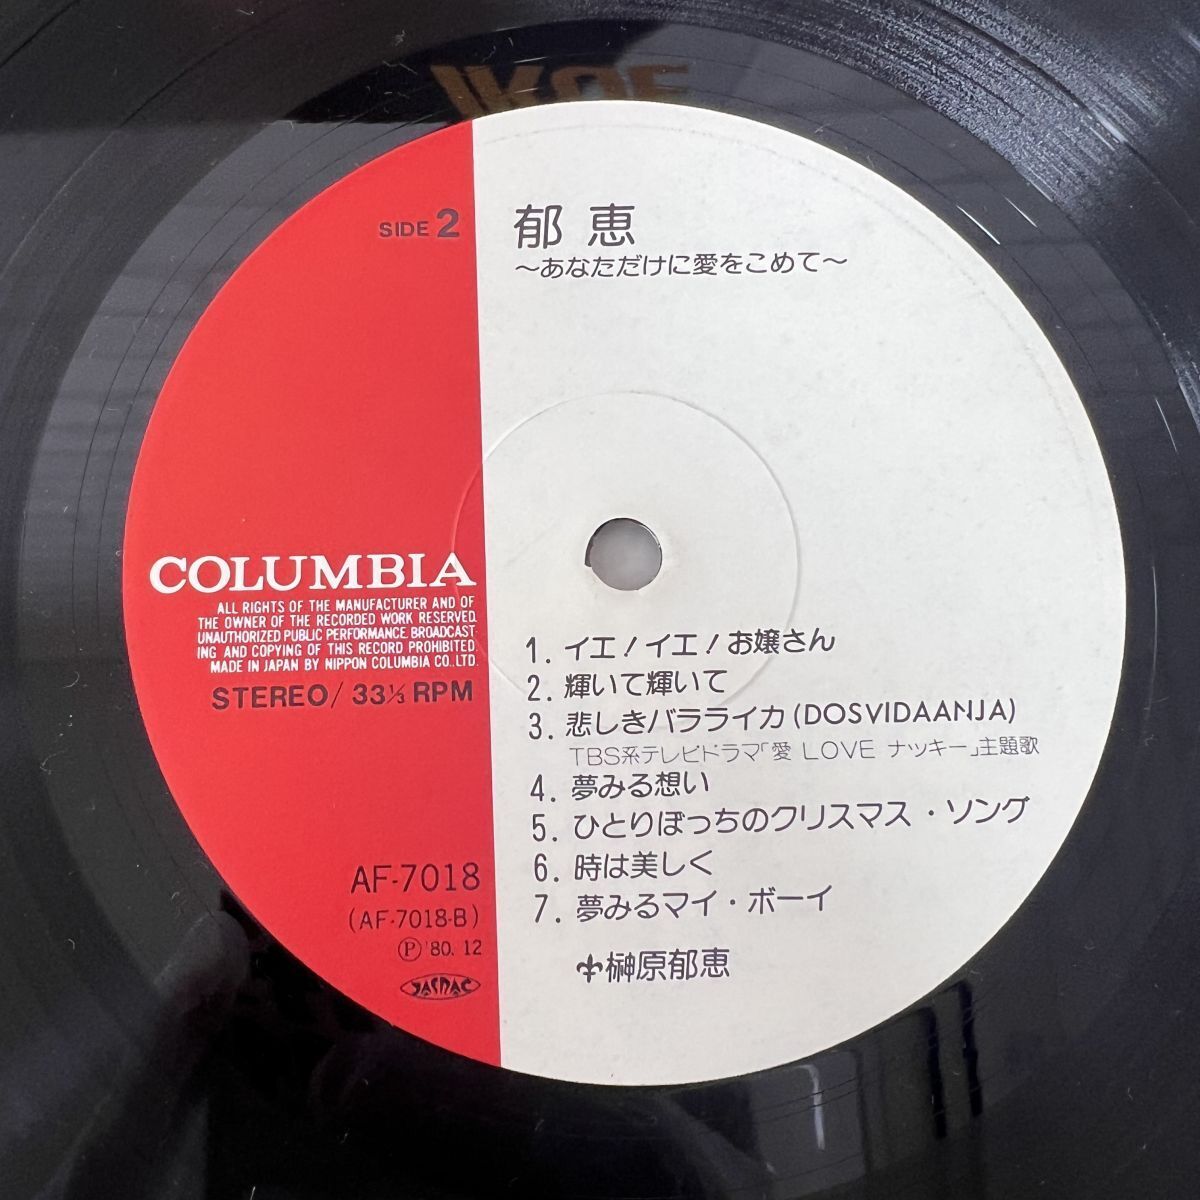 SIDE 2
郁恵
～あなただけに愛をこめて～
COLUMBIA
ALL RIGHTS OF THE MANUFACTURER AND OF
THE OWNER OF THE RECORDED WORK RESERVED.
UNAUTHORIZED PUBLIC PERFORMANCE. BROADCAST
ING AND COPYING OF THIS RECORD PROHIBITED.
MADE IN JAPAN BY NIPPON COLUMBIA CO., LTD.
STEREO/ 33⅓ RPM
1. イエ！イエ！お嬢さん
2. 輝いて輝いて
3. 悲しきバラライカ(DOSVIDAANJA)
TBS系テレビドラマ「愛 LOVE ナッキー」主題歌
4. 夢みる想い
5. ひとりぼっちのクリスマス・ソング
6. 時は美しく
7. 夢みるマイ・ボーイ
榊原郁恵
AF-7018
(AF-7018-B)
Ⓟ '80. 12
JASRAC